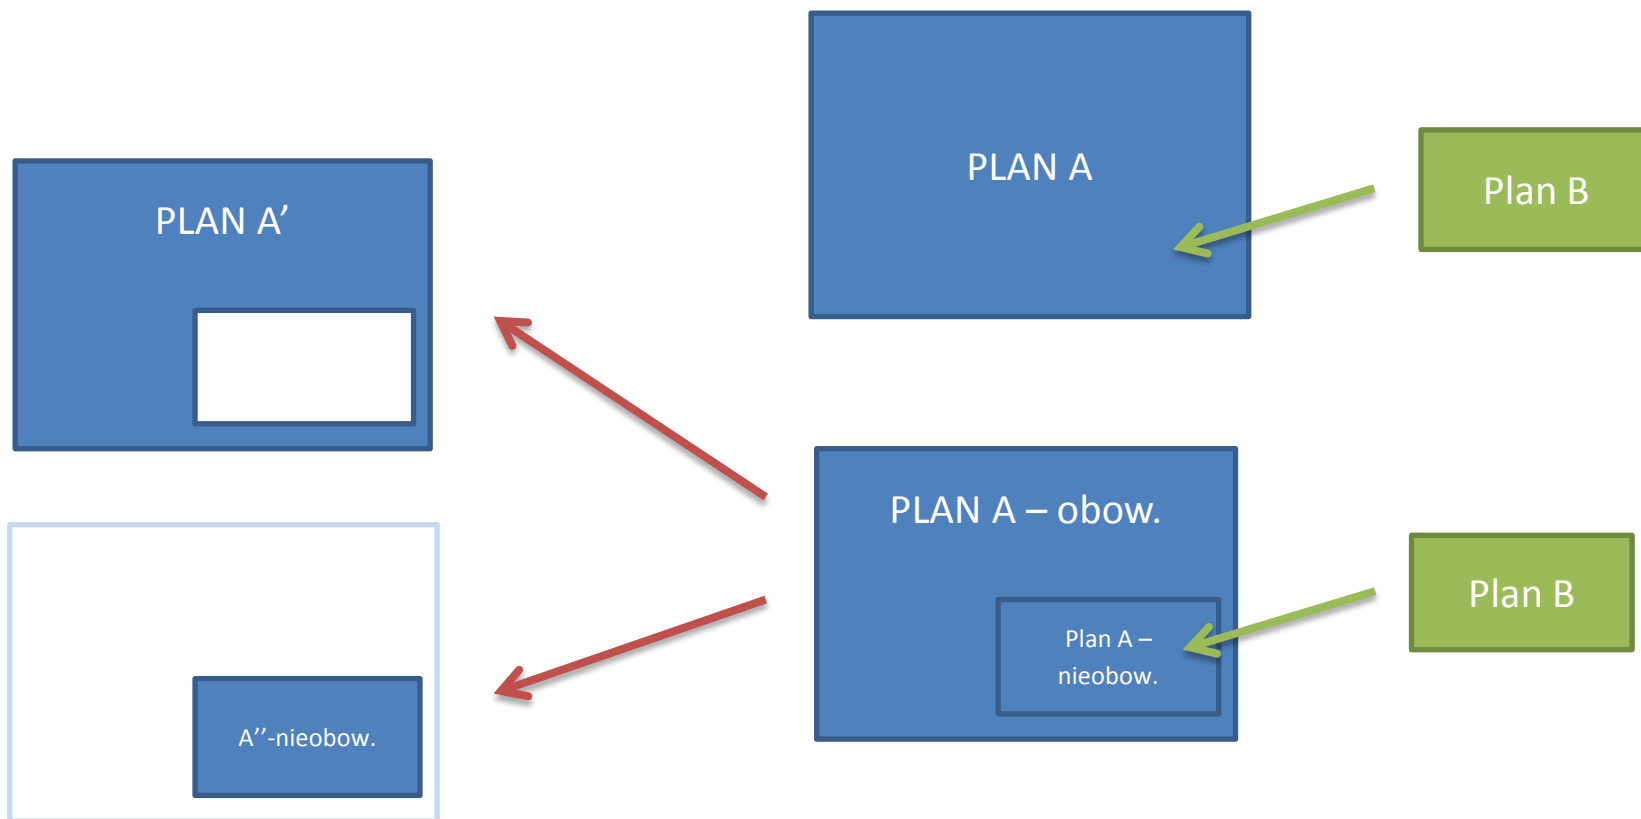 PLAN A
Plan B
PLAN A’
PLAN A – obow.
Plan A –
nieobow.
Plan B
A’’-nieobow.